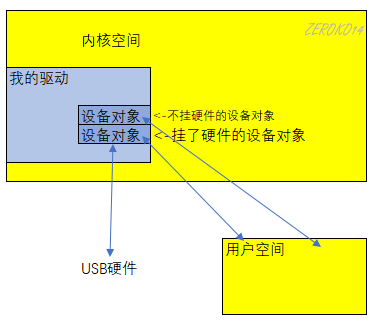 ZEROKO14
内核空间
我的驱动
设备对象 <-不挂硬件的设备对象
设备对象 <-挂了硬件的设备对象
用户空间
USB硬件